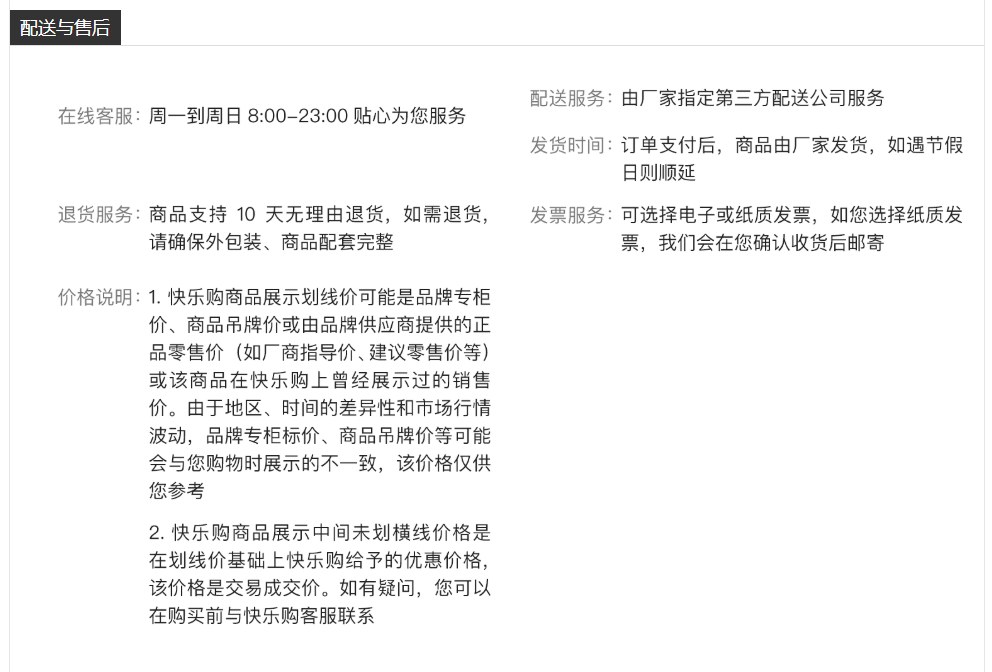 配送与售后
在线客服：周一到周日 8:00-23:00 贴心为您服务
退货服务：商品支持 10 天无理由退货，如需退货，
请确保外包装、商品配套完整
价格说明：1. 快乐购商品展示划线价可能是品牌专柜
价、商品吊牌价或由品牌供应商提供的正
品零售价（如厂商指导价、建议零售价等）
或该商品在快乐购上曾经展示过的销售
价。由于地区、时间的差异性和市场行情
波动，品牌专柜标价、商品吊牌价等可能
会与您购物时展示的不一致，该价格仅供
您参考
2. 快乐购商品展示中间未划横线价格是
在划线价基础上快乐购给予的优惠价格，
该价格是交易成交价。如有疑问，您可以
在购买前与快乐购客服联系
配送服务：由厂家指定第三方配送公司服务
发货时间：订单支付后，商品由厂家发货，如遇节假
日则顺延
发票服务：可选择电子或纸质发票，如您选择纸质发
票，我们会在您确认收货后邮寄